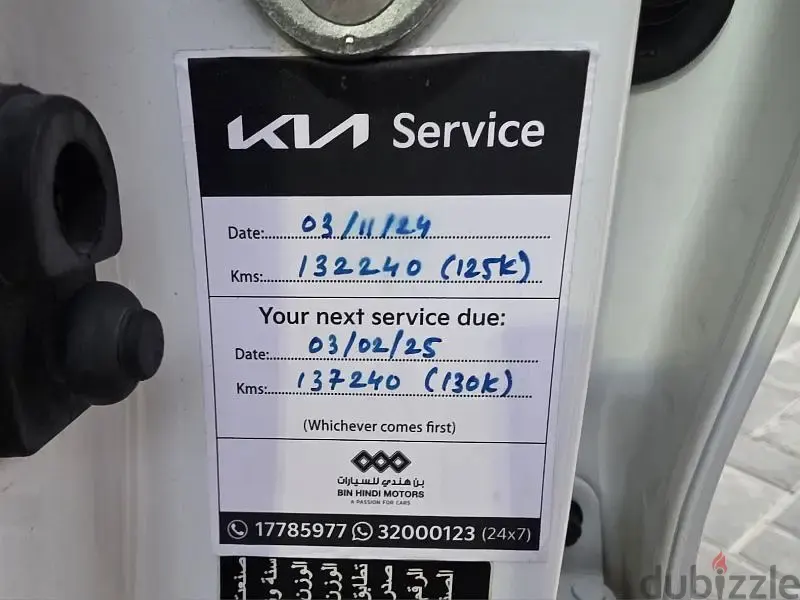 KIA Service
Date:........03/11/24
Kms:........132240 (125K)
Your next service due:
Date:........03/02/25
Kms:........137240 (130K)
(Whichever comes first)
بن هندي للسيارات
BIN HINDI MOTORS
A PASSION FOR CARS
17785977 32000123 (24x7)
dubizzle